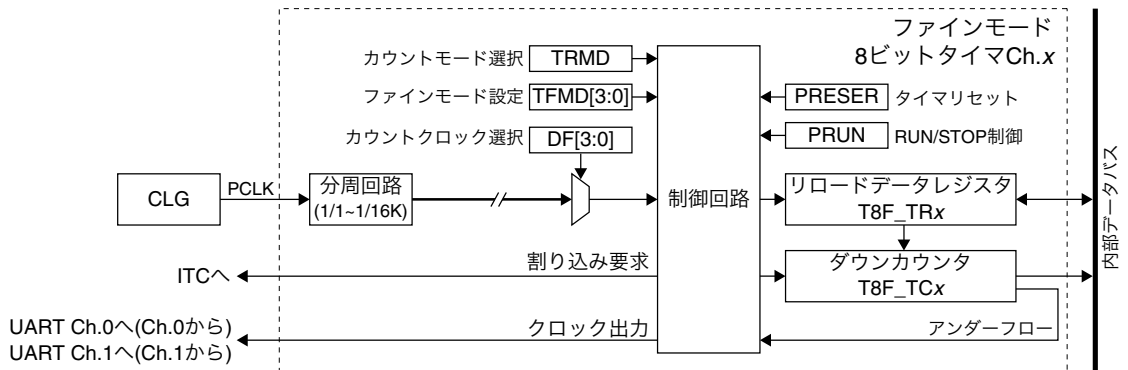 ファインモード
8ビットタイマCh.x
カウントモード選択 TRMD
ファインモード設定 TFMD[3:0]
PRESER タイマリセット
カウントクロック選択 DF[3:0]
PRUN RUN/STOP制御
CLG
PCLK
分周回路
(1/1~1/16K)
制御回路
リロードデータレジスタ
T8F_TRx
ダウンカウンタ
T8F_TCx
内部データバス
ITCへ
割り込み要求
アンダーフロー
クロック出力
UART Ch.0へ(Ch.0から)
UART Ch.1へ(Ch.1から)